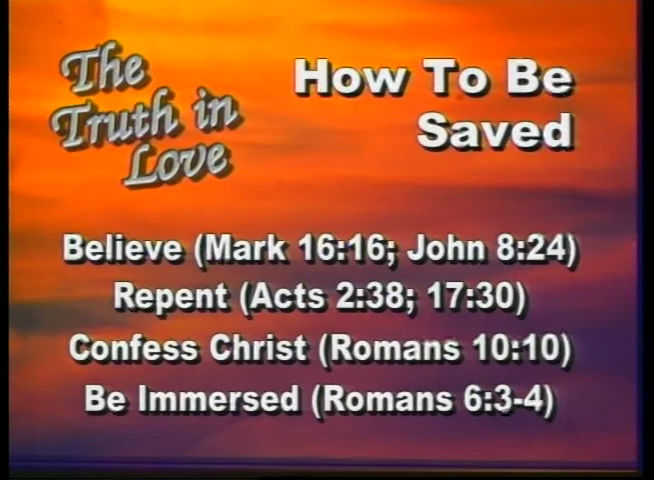 The
Truth in
Love
How To Be
Saved
Believe (Mark 16:16; John 8:24)
Repent (Acts 2:38; 17:30)
Confess Christ (Romans 10:10)
Be Immersed (Romans 6:3-4)